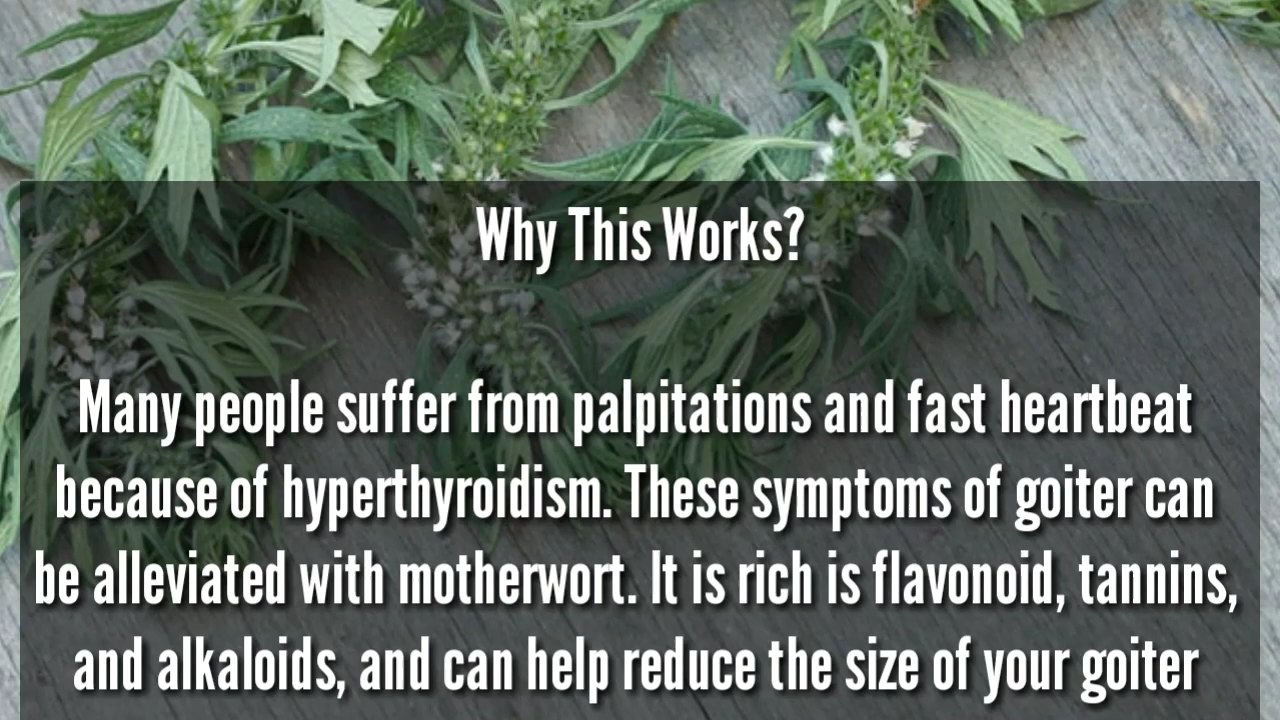 Why This Works?
Many people suffer from palpitations and fast heartbeat
because of hyperthyroidism. These symptoms of goiter can
be alleviated with motherwort. It is rich is flavonoid, tannins,
and alkaloids, and can help reduce the size of your goiter